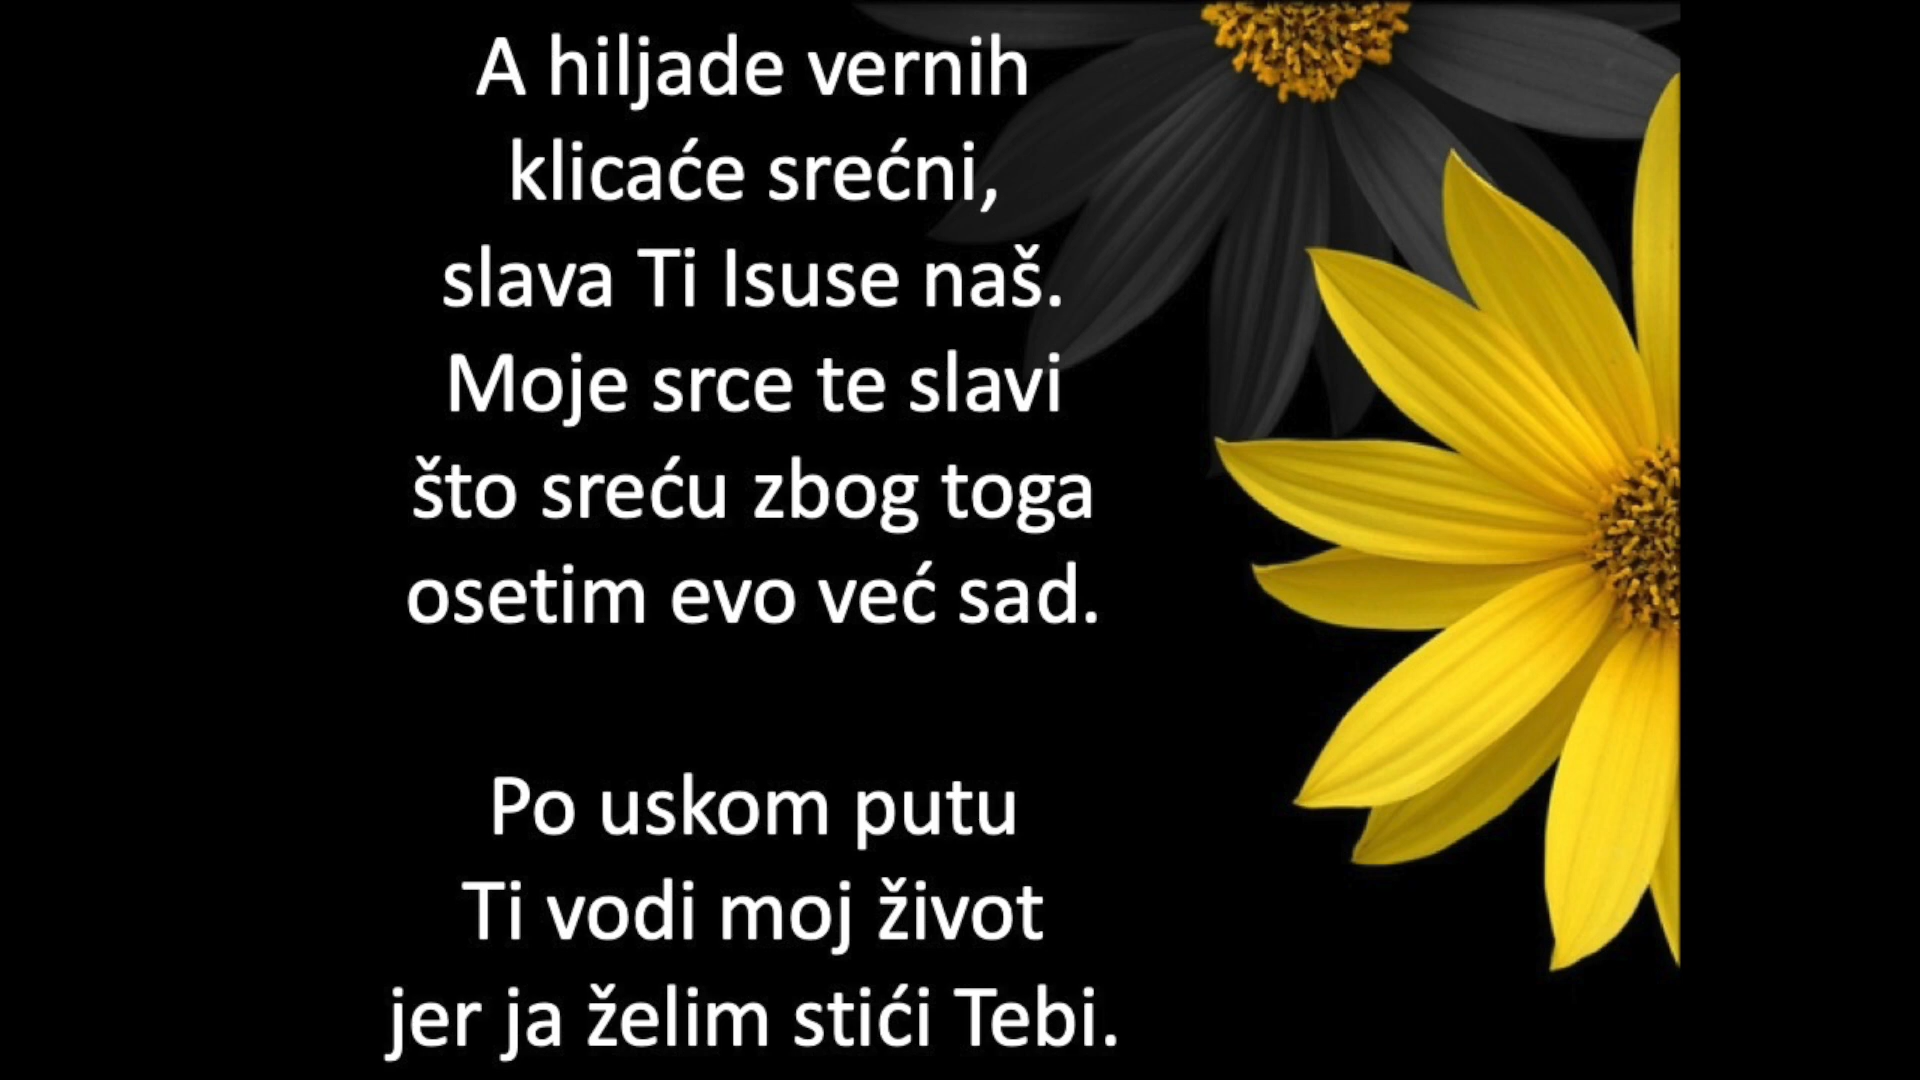 A hiljade vernih
klicaće srećni,
slava Ti Isuse naš.
Moje srce te slavi
što sreću zbog toga
osetim evo već sad.
Po uskom putu
Ti vodi moj život
jer ja želim stići Tebi.